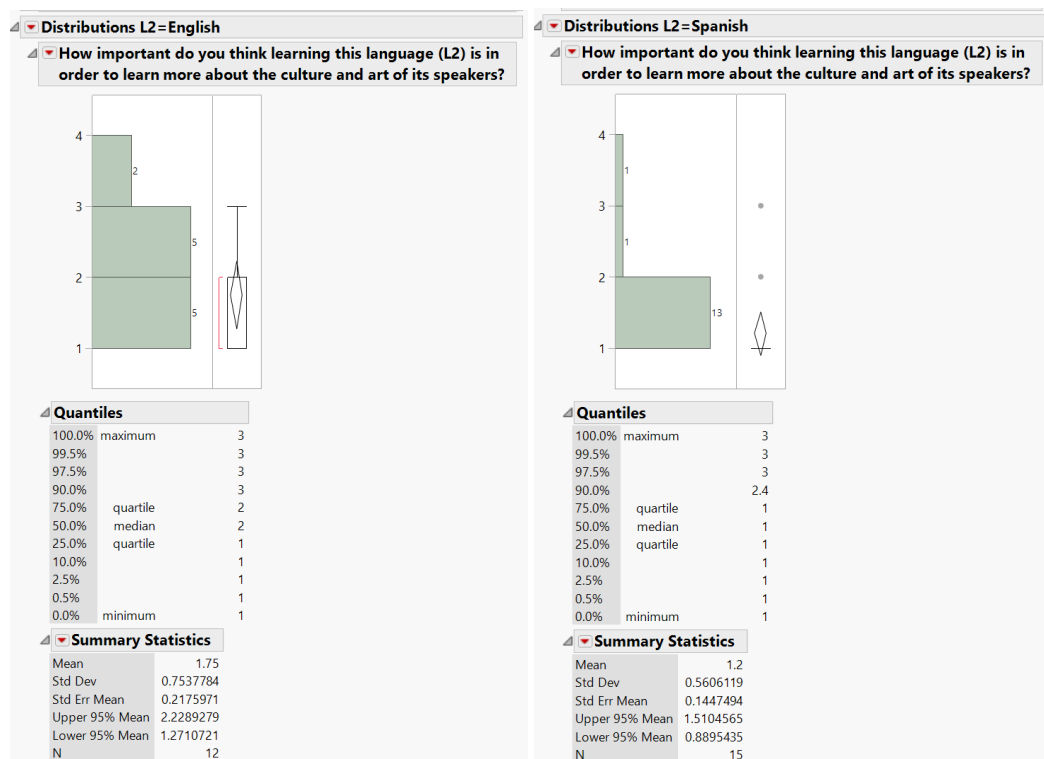 Distributions L2=English
How important do you think learning this language (L2) is in
order to learn more about the culture and art of its speakers?
4
2
3
5
2
5
1
Quantiles
100.0% maximum 3
99.5% 3
97.5% 3
90.0% 3
75.0% quartile 2
50.0% median 2
25.0% quartile 1
10.0% 1
2.5% 1
0.5% 1
0.0% minimum 1
Summary Statistics
Mean 1.75
Std Dev 0.7537784
Std Err Mean 0.2175971
Upper 95% Mean 2.2289279
Lower 95% Mean 1.2710721
N 12
Distributions L2=Spanish
How important do you think learning this language (L2) is in
order to learn more about the culture and art of its speakers?
4
1
3
1
2
13
1
Quantiles
100.0% maximum 3
99.5% 3
97.5% 3
90.0% 2.4
75.0% quartile 1
50.0% median 1
25.0% quartile 1
10.0% 1
2.5% 1
0.5% 1
0.0% minimum 1
Summary Statistics
Mean 1.2
Std Dev 0.5606119
Std Err Mean 0.1447494
Upper 95% Mean 1.5104565
Lower 95% Mean 0.8895435
N 15